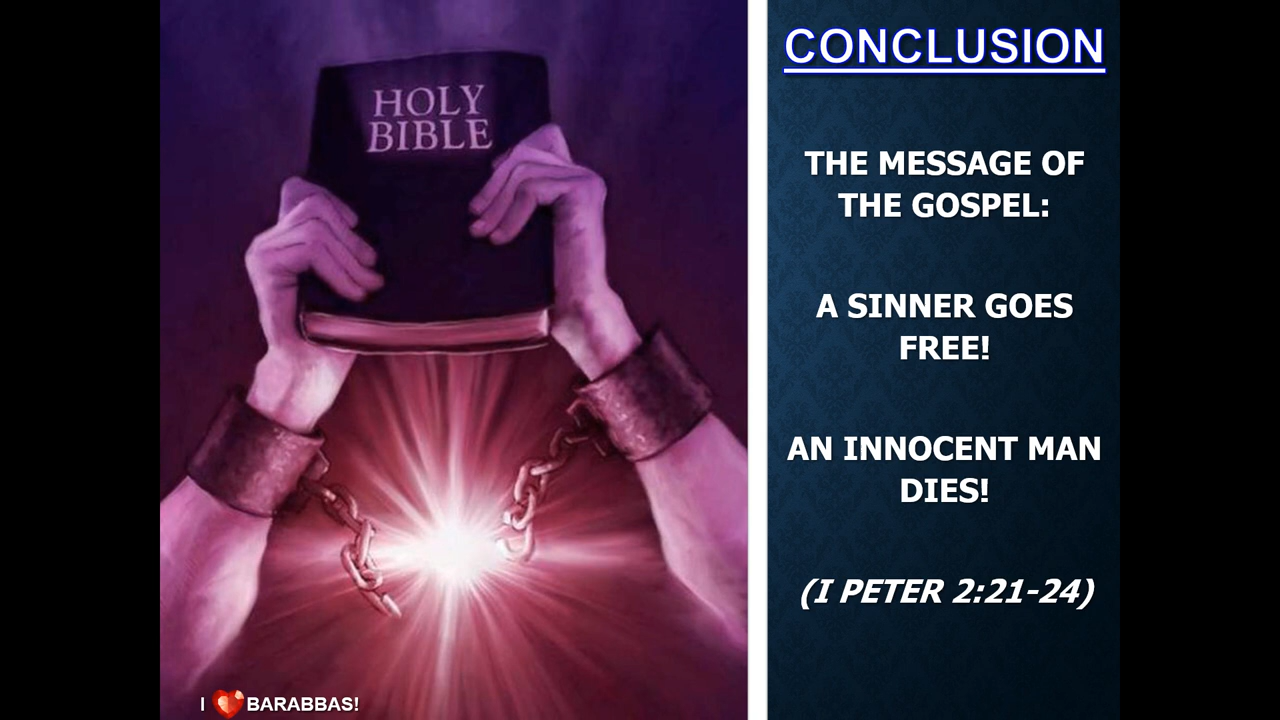 HOLY
BIBLE
I ❤ BARABBAS!
CONCLUSION
THE MESSAGE OF
THE GOSPEL:
A SINNER GOES
FREE!
AN INNOCENT MAN
DIES!
(I PETER 2:21-24)